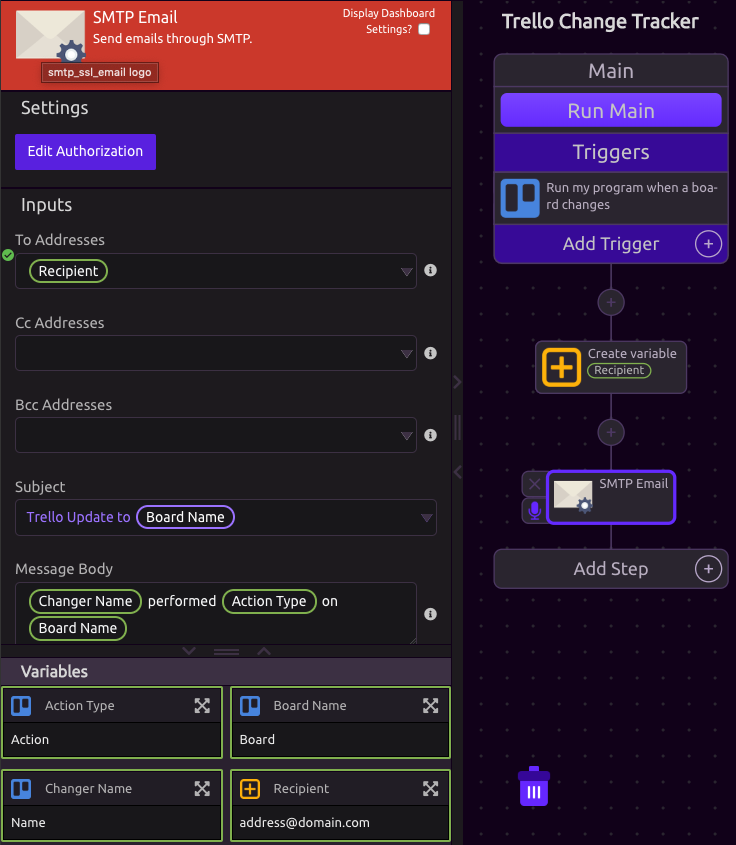 SMTP Email
Send emails through SMTP.
Display Dashboard
Settings?
smtp_ssl_email logo
Settings
Edit Authorization
Inputs
To Addresses
Recipient
Cc Addresses
Bcc Addresses
Subject
Trello Update to Board Name
Message Body
Changer Name performed Action Type on
Board Name
Variables
Action Type
Action
Board Name
Board
Changer Name
Name
Recipient
address@domain.com
Trello Change Tracker
Main
Run Main
Triggers
Run my program when a boa-
rd changes
Add Trigger
Create variable
Recipient
SMTP Email
Add Step